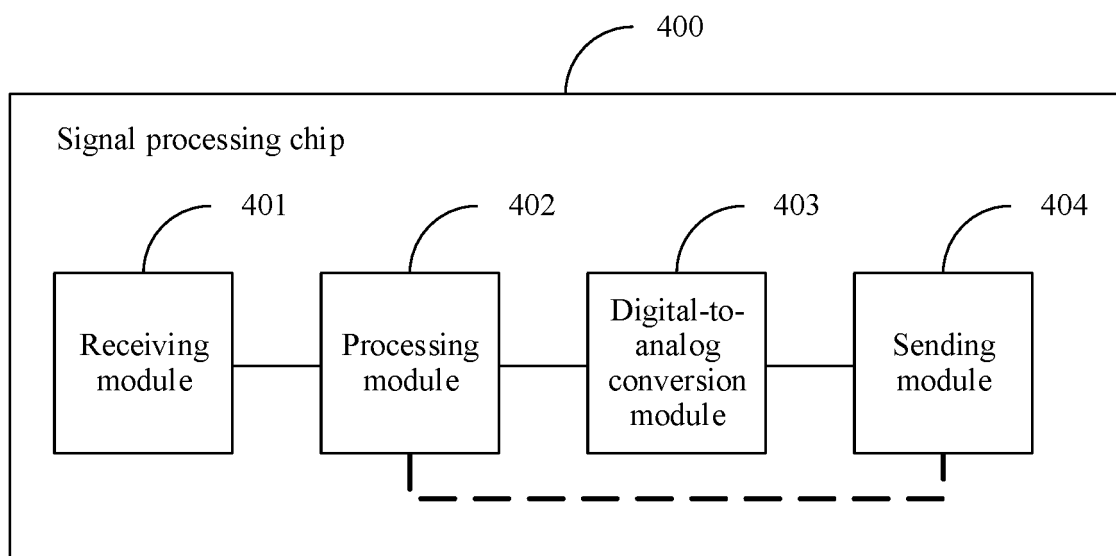 400
Signal processing chip
401
402
403
404
Receiving
module
Processing
module
Digital-to-
analog
conversion
module
Sending
module